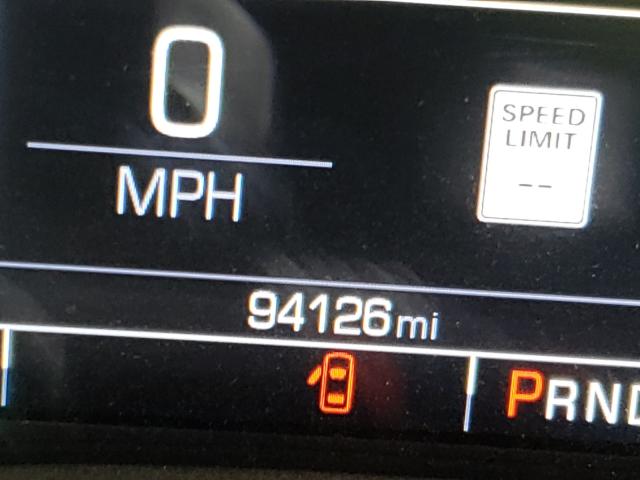 0
MPH
SPEED
LIMIT
--
94126mi
PRND